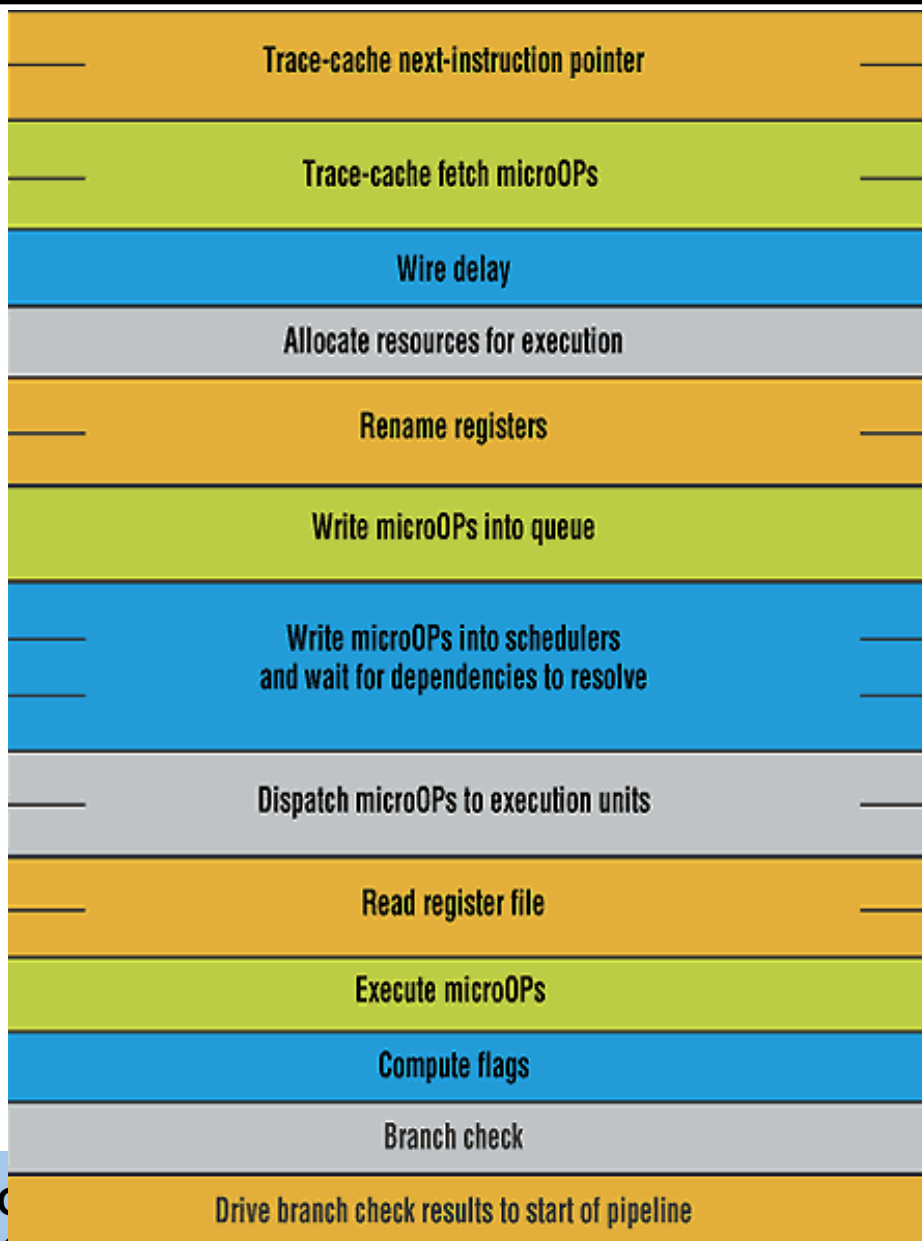 Trace-cache next-instruction pointer
Trace-cache fetch microOPs
Wire delay
Allocate resources for execution
Rename registers
Write microOPs into queue
Write microOPs into schedulers
and wait for dependencies to resolve
Dispatch microOPs to execution units
Read register file
Execute microOPs
Compute flags
Branch check
Drive branch check results to start of pipeline